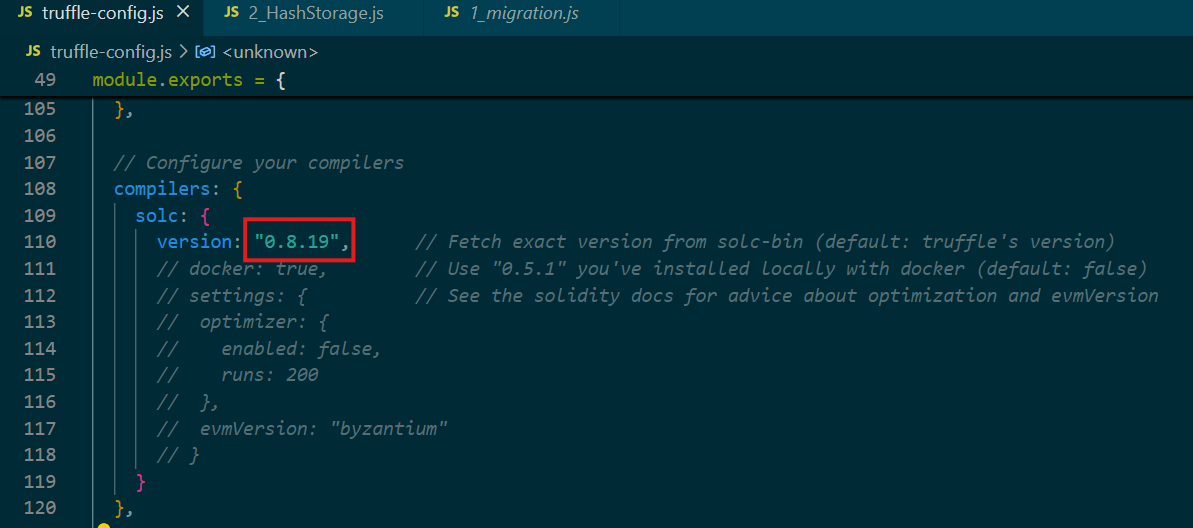 JS truffle-config.js × JS 2_HashStorage.js JS 1_migration.js
JS truffle-config.js > <unknown>
49 module.exports = {
105 },
106
107 // Configure your compilers
108 compilers: {
109 solc: {
110 version: "0.8.19", // Fetch exact version from solc-bin (default: truffle's version)
111 // docker: true, // Use "0.5.1" you've installed locally with docker (default: false)
112 // settings: { // See the solidity docs for advice about optimization and evmVersion
113 // optimizer: {
114 // enabled: false,
115 // runs: 200
116 // },
117 // evmVersion: "byzantium"
118 // }
119 }
120 },